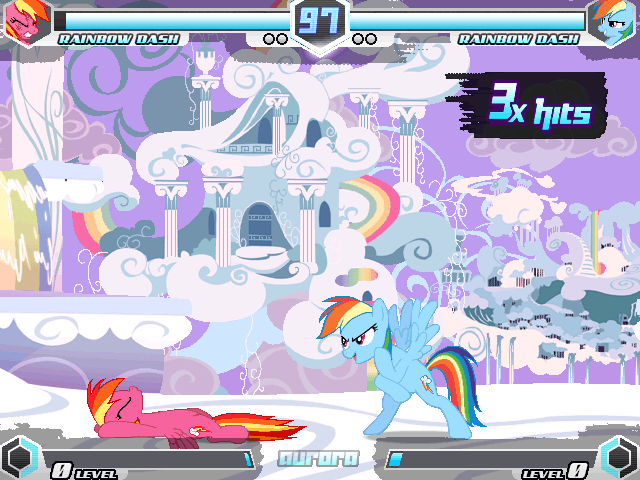 97
RAINBOW DASH
RAINBOW DASH
3x hits
0 LEVEL
aurora
LEVEL 0